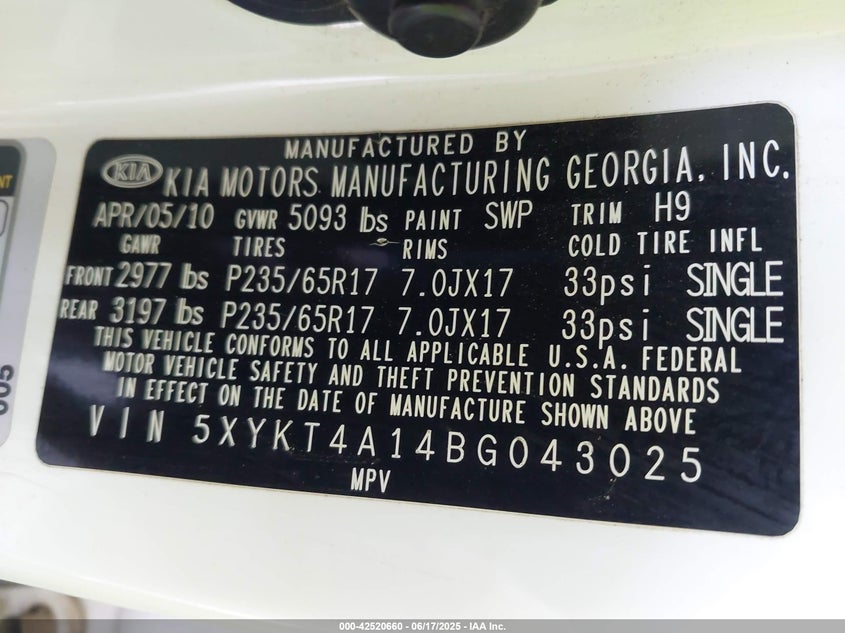 MANUFACTURED BY
KIA KIA MOTORS MANUFACTURING GEORGIA, INC.
APR/05/10 GVWR 5093 lbs PAINT SWP TRIM H9
GAWR TIRES RIMS COLD TIRE INFL
FRONT 2977 lbs P235/65R17 7.0JX17 33psi SINGLE
REAR 3197 lbs P235/65R17 7.0JX17 33psi SINGLE
THIS VEHICLE CONFORMS TO ALL APPLICABLE U.S.A. FEDERAL
MOTOR VEHICLE SAFETY AND THEFT PREVENTION STANDARDS
IN EFFECT ON THE DATE OF MANUFACTURE SHOWN ABOVE
VIN 5XYKT4A14BG043025
MPV
000-42520660 - 06/17/2025 - IAA Inc.